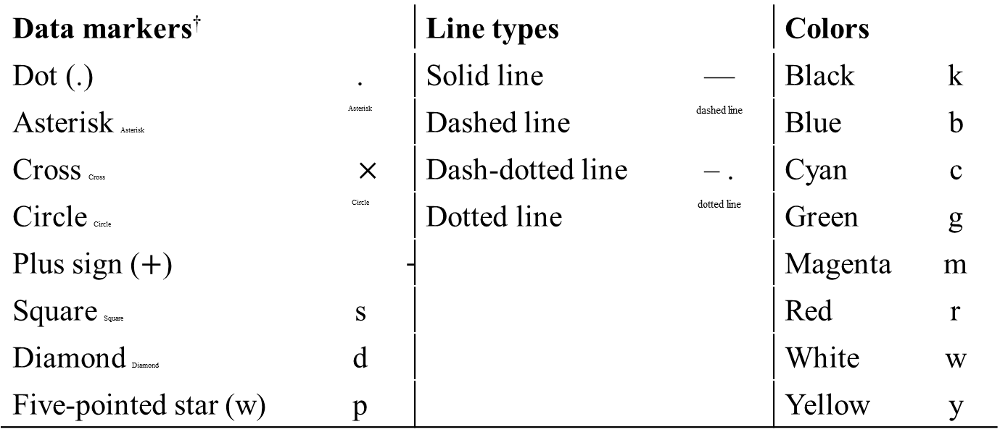 Data markers† Line types Colors
Dot (.) . Solid line — Black k
Asterisk Asterisk Asterisk Dashed line dashed line Blue b
Cross Cross × Dash-dotted line – . Cyan c
Circle Circle Circle Dotted line dotted line Green g
Plus sign (+) - Magenta m
Square Square s Red r
Diamond Diamond d White w
Five-pointed star (w) p Yellow y